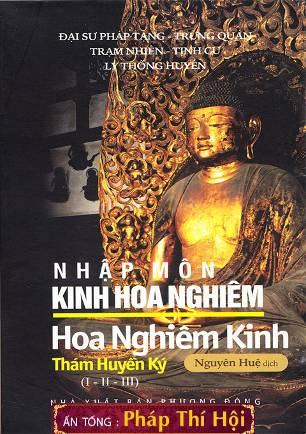 ĐẠI SƯ PHÁP TẠNG - TRỪNG QUÁN
TRẠM NHIÊN - TỊNH CƯ
LÝ THÔNG HUYỀN
NHẬP MÔN
KINH HOA NGHIÊM
Hoa Nghiêm Kinh
Thám Huyền Ký
Nguyên Huệ dịch
(I - II - III)
NHÀ XUẤT BẢN PHƯƠNG ĐÔNG
ẤN TỐNG : Pháp Thí Hội